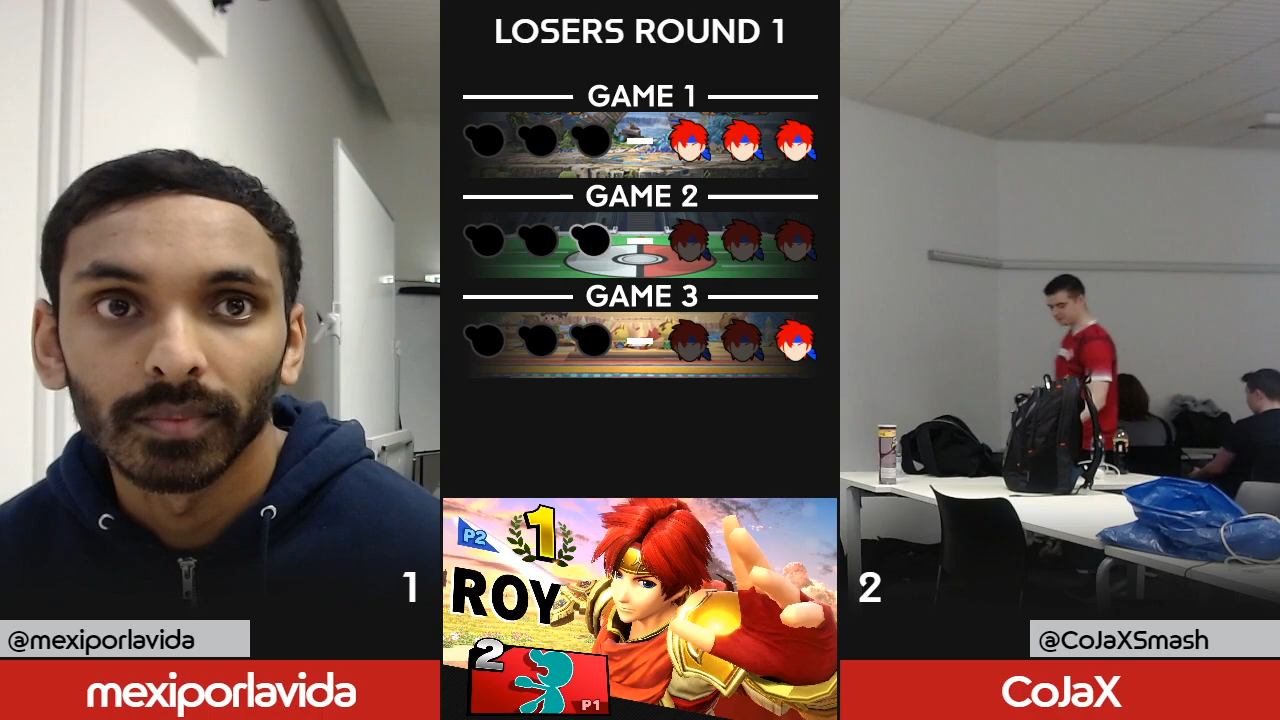 LOSERS ROUND 1
GAME 1
GAME 2
GAME 3
P2
1
ROY
2
P1
1
2
@mexiporlavida
@CoJaXSmash
mexiporlavida
CoJaX